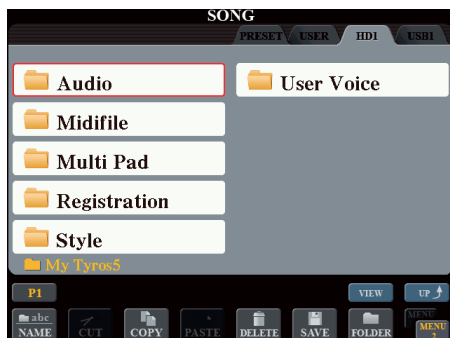 SONG
PRESET USER HD1 USB1
Audio
User Voice
Midifile
Multi Pad
Registration
Style
My Tyros5
P1 VIEW UP
abc MENU
NAME CUT COPY PASTE DELETE SAVE FOLDER MENU
2